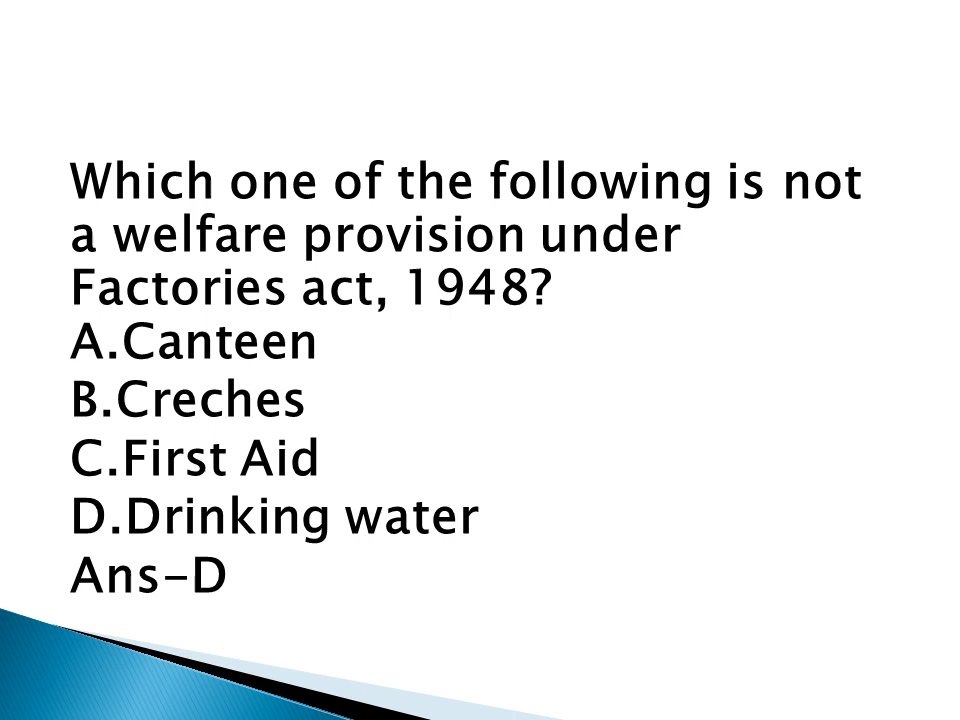 Which one of the following is not
a welfare provision under
Factories act, 1948?
A.Canteen
B.Creches
C.First Aid
D.Drinking water
Ans-D